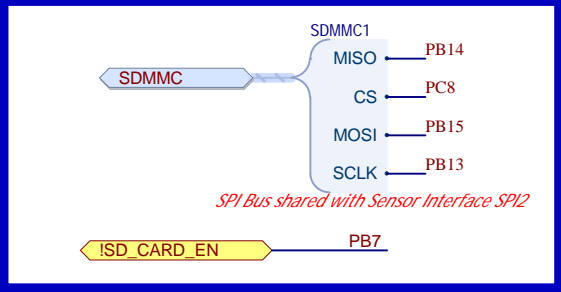 SDMMC1
MISO PB14
SDMMC
CS PC8
MOSI PB15
SCLK PB13
SPI Bus shared with Sensor Interface SPI2
!SD_CARD_EN PB7